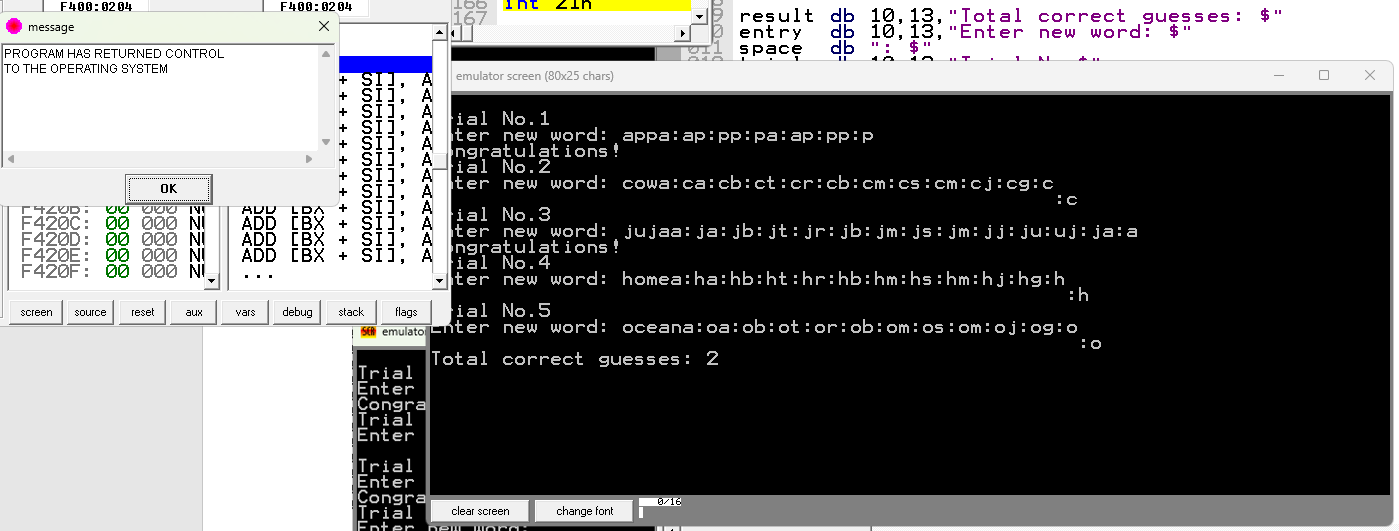 F400:0204 F400:0204
166
167 int 21h
message
PROGRAM HAS RETURNED CONTROL
TO THE OPERATING SYSTEM
OK
result db 10,13,"Total correct guesses: $"
entry db 10,13,"Enter new word: $"
space db ": $"
011
+ SI], A
+ SI], A
+ SI], A
+ SI], A
+ SI], A
+ SI], A
+ SI], A
+ SI], A
F420B: 00 000 ADD [BX + SI], A
F420C: 00 000 ADD [BX + SI], A
F420D: 00 000 ADD [BX + SI], A
F420E: 00 000 ADD [BX + SI], A
F420F: 00 000 ...
screen source reset aux vars debug stack flags
emulator screen (80x25 chars)
rial No.1
nter new word: appa:ap:pp:pa:ap:pp:p
ongratulations!
rial No.2
nter new word: cowa:ca:cb:ct:cr:cb:cm:cs:cm:cj:cg:c
:c
rial No.3
nter new word: jujaa:ja:jb:jt:jr:jb:jm:js:jm:jj:ju:uj:ja:a
ongratulations!
rial No.4
nter new word: homea:ha:hb:ht:hr:hb:hm:hs:hm:hj:hg:h
:h
rial No.5
Enter new word: oceana:oa:ob:ot:or:ob:om:os:om:oj:og:o
:o
Total correct guesses: 2
clear screen change font 0/16
emulator
Trial
Enter
Congra
Trial
Enter
Trial
Enter
Congra
Trial
Enter new word: